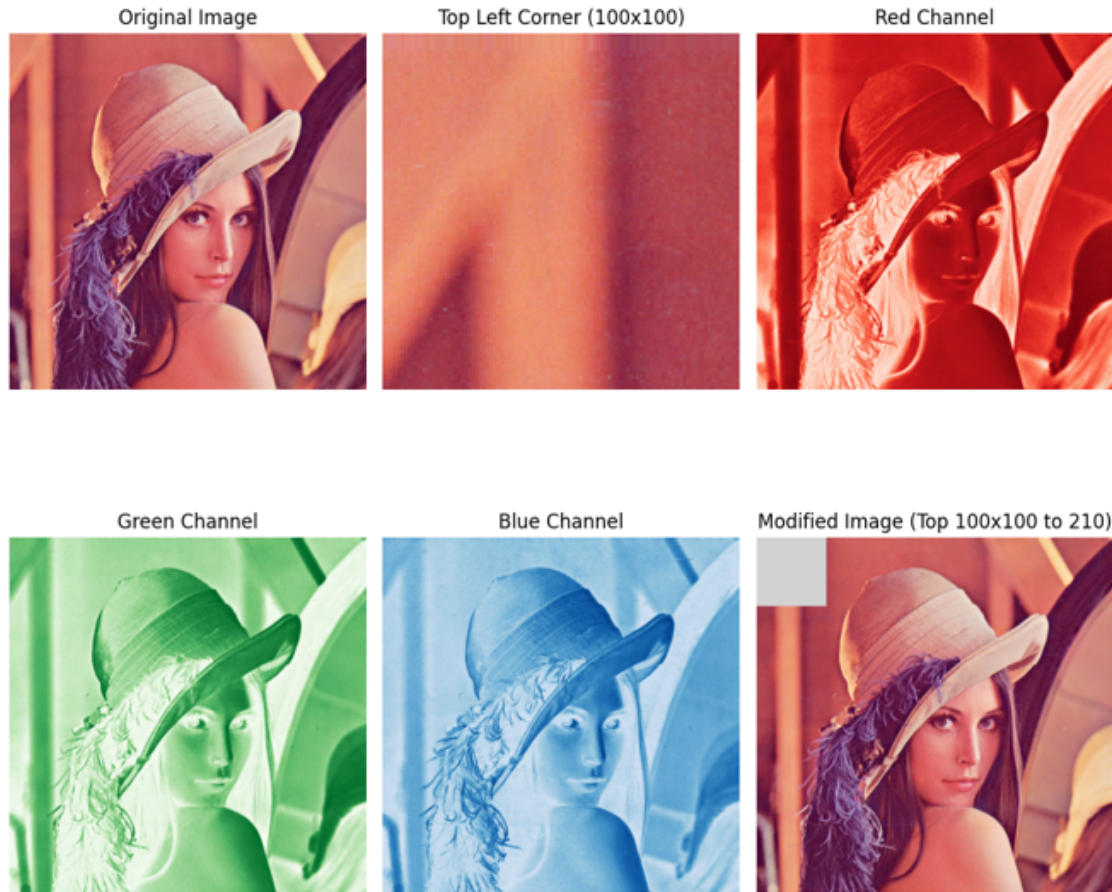 Original Image
Top Left Corner (100x100)
Red Channel
Green Channel
Blue Channel
Modified Image (Top 100x100 to 210)